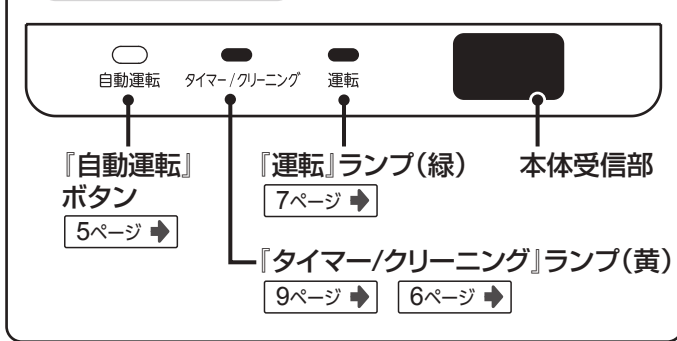 自動運転 タイマー/クリーニング 運転
『自動運転』
ボタン
5ページ
『運転』ランプ(緑)
7ページ
本体受信部
『タイマー/クリーニング』ランプ(黄)
9ページ 6ページ